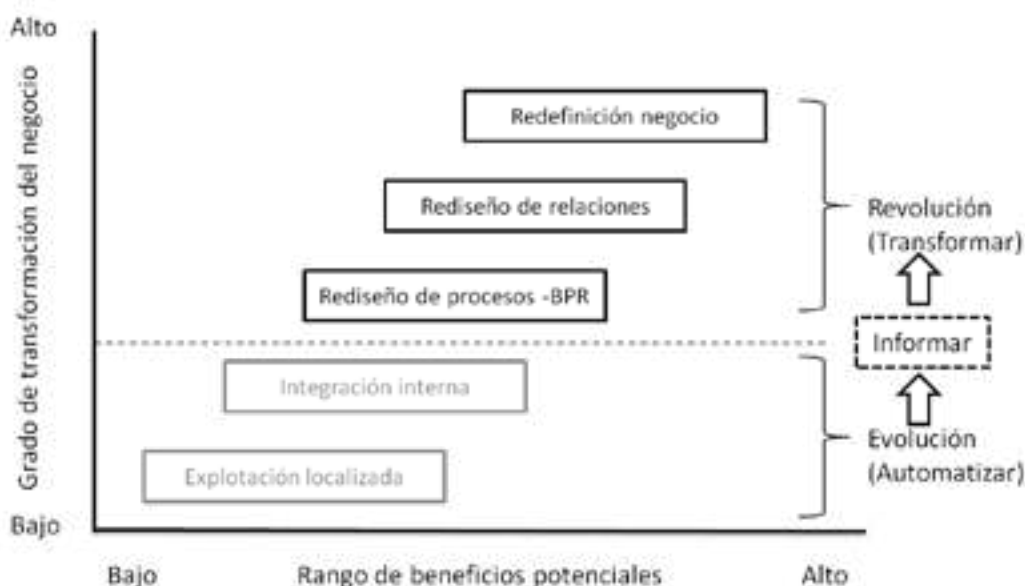 Alto
Grado de transformación del negocio
Redefinición negocio
Rediseño de relaciones
Revolución
(Transformar)
Rediseño de procesos -BPR
Informar
Integración interna
Evolución
(Automatizar)
Explotación localizada
Bajo
Bajo Rango de beneficios potenciales Alto